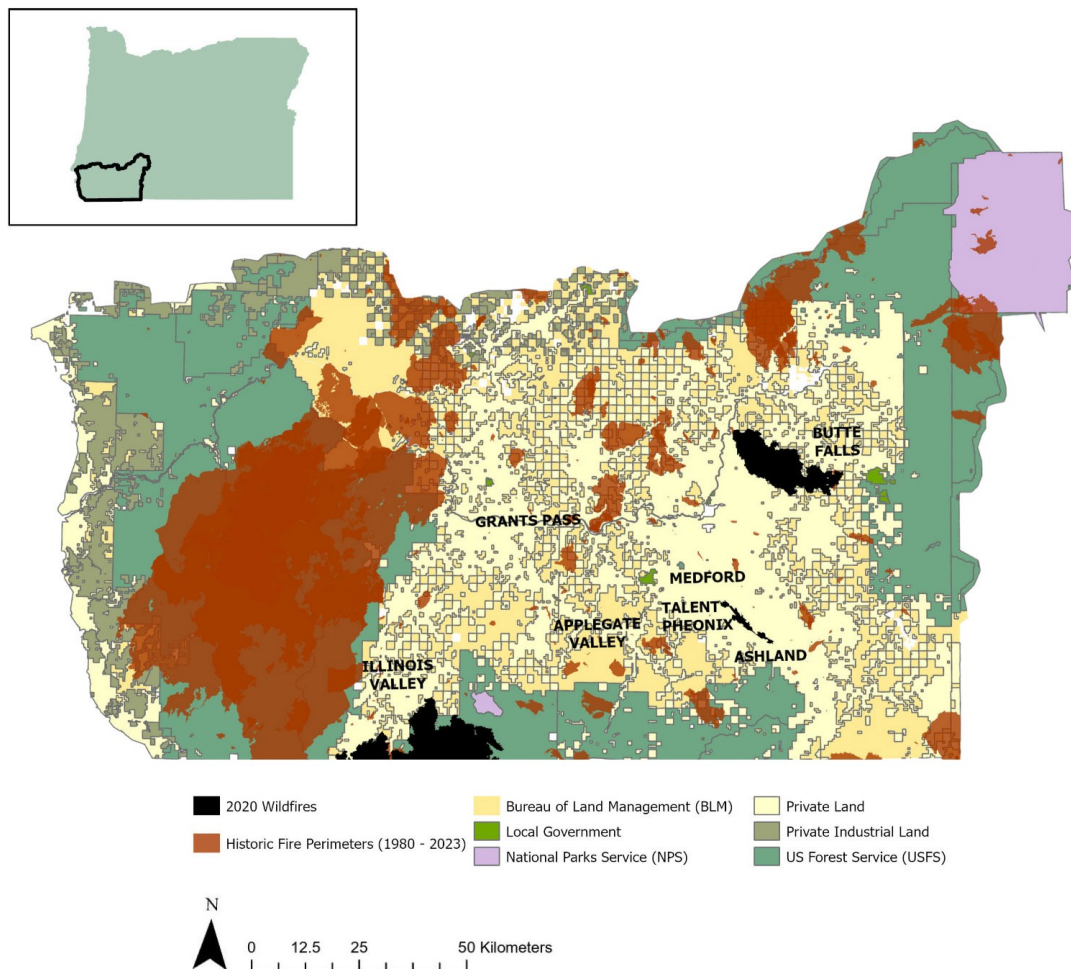 BUTTE
FALLS
GRANTS PASS
MEDFORD
TALENT
PHEONIX
APPLEGATE
VALLEY
ASHLAND
ILLINOIS
VALLEY
2020 Wildfires
Historic Fire Perimeters (1980 - 2023)
Bureau of Land Management (BLM)
Local Government
National Parks Service (NPS)
Private Land
Private Industrial Land
US Forest Service (USFS)
N
0 12.5 25 50 Kilometers